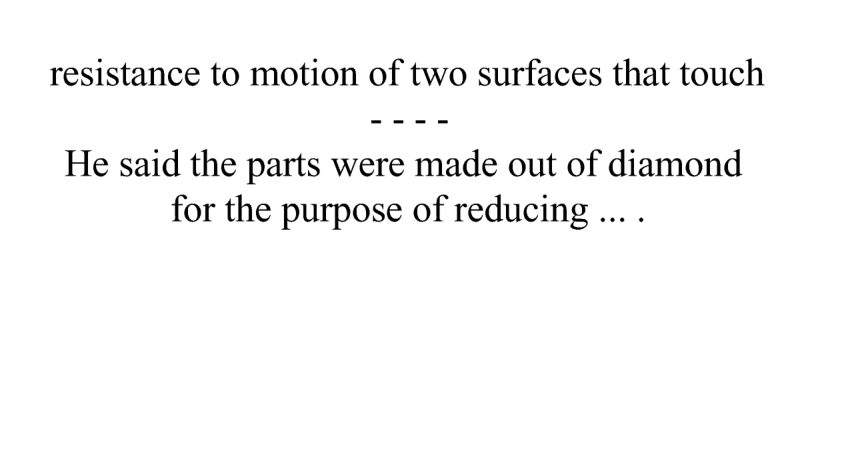 resistance to motion of two surfaces that touch
- - - -
He said the parts were made out of diamond
for the purpose of reducing ... .